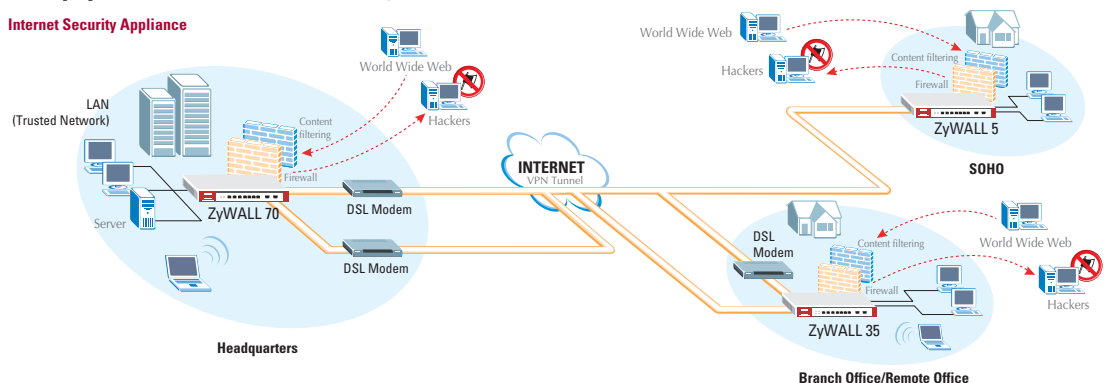 Internet Security Appliance
LAN
(Trusted Network)
World Wide Web
Hackers
Content
filtering
Firewall
ZyWALL 70
Server
DSL Modem
DSL Modem
Headquarters
INTERNET
VPN Tunnel
World Wide Web
Hackers
Content filtering
Firewall
ZyWALL 5
SOHO
DSL
Modem
Content filtering
World Wide Web
Firewall
Hackers
ZyWALL 35
Branch Office/Remote Office